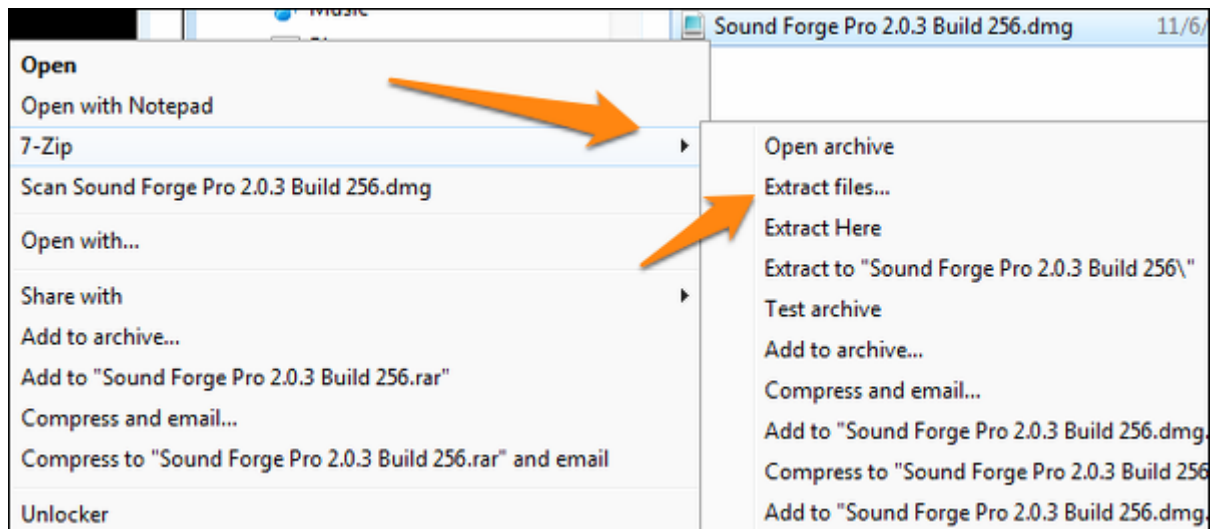 Music
Sound Forge Pro 2.0.3 Build 256.dmg 11/6/
Open
Open with Notepad
7-Zip
Scan Sound Forge Pro 2.0.3 Build 256.dmg
Open with...
Share with
Add to archive...
Add to "Sound Forge Pro 2.0.3 Build 256.rar"
Compress and email...
Compress to "Sound Forge Pro 2.0.3 Build 256.rar" and email
Unlocker
Open archive
Extract files...
Extract Here
Extract to "Sound Forge Pro 2.0.3 Build 256\"
Test archive
Add to archive...
Compress and email...
Add to "Sound Forge Pro 2.0.3 Build 256.dmg.
Compress to "Sound Forge Pro 2.0.3 Build 256
Add to "Sound Forge Pro 2.0.3 Build 256.dmg.